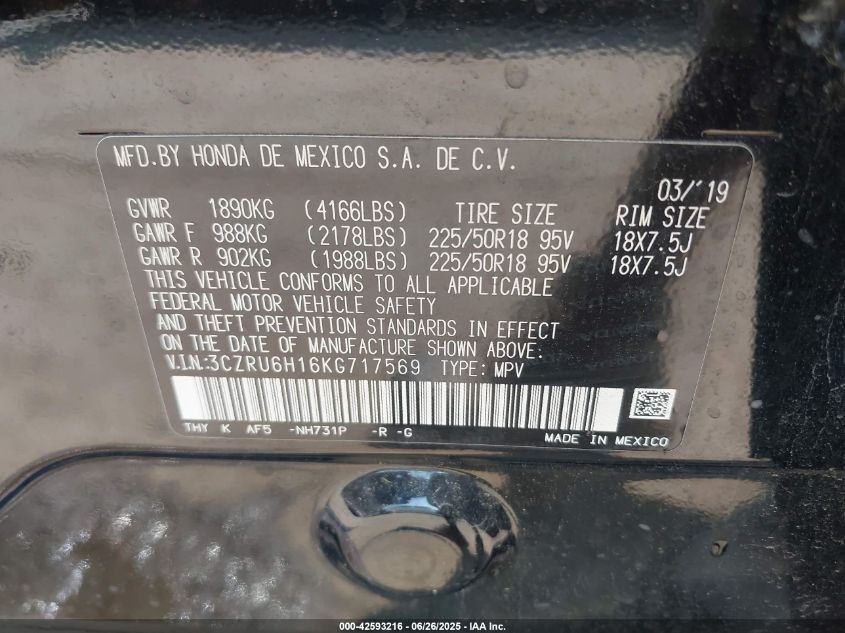 MFD.BY HONDA DE MEXICO S.A. DE C.V.
03/'19
GVWR 1890KG (4166LBS) TIRE SIZE RIM SIZE
GAWR F 988KG (2178LBS) 225/50R18 95V 18X7.5J
GAWR R 902KG (1988LBS) 225/50R18 95V 18X7.5J
THIS VEHICLE CONFORMS TO ALL APPLICABLE
FEDERAL MOTOR VEHICLE SAFETY
AND THEFT PREVENTION STANDARDS IN EFFECT
ON THE DATE OF MANUFACTURE SHOWN ABOVE:
V.I.N.:3CZRU6H16KG717569 TYPE: MPV
THY K AF5 -NH731P -R -G
MADE IN MEXICO
000-42593216 - 06/26/2025 - IAA Inc.